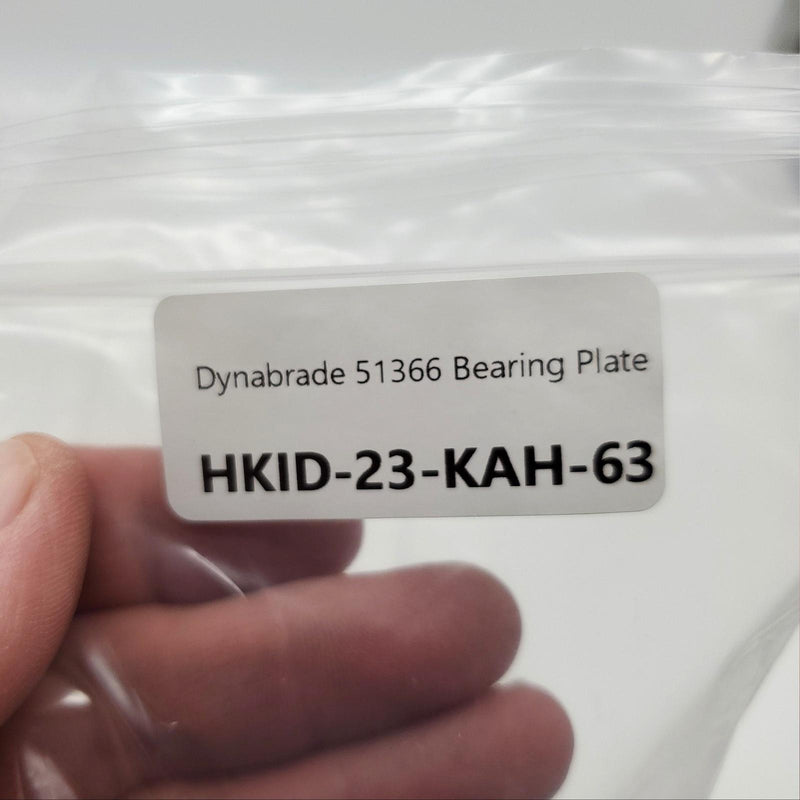 Dynabrade 51366 Bearing Plate
HKID-23-KAH-63